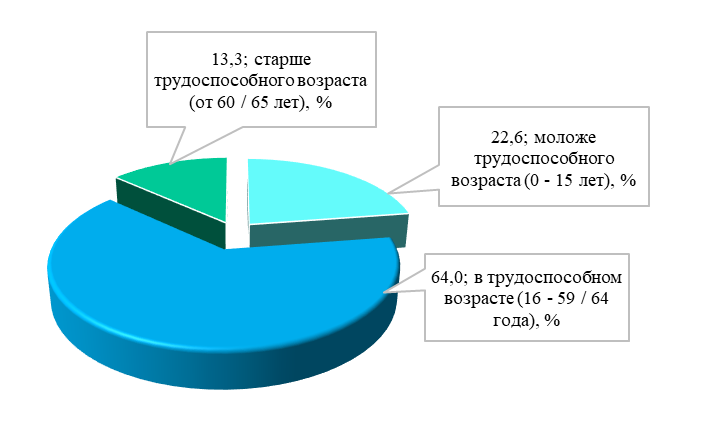 13,3; старше
трудоспособного возраста
(от 60 / 65 лет), %
22,6; моложе
трудоспособного
возраста (0 - 15 лет), %
64,0; в трудоспособном
возрасте (16 - 59 / 64
года), %